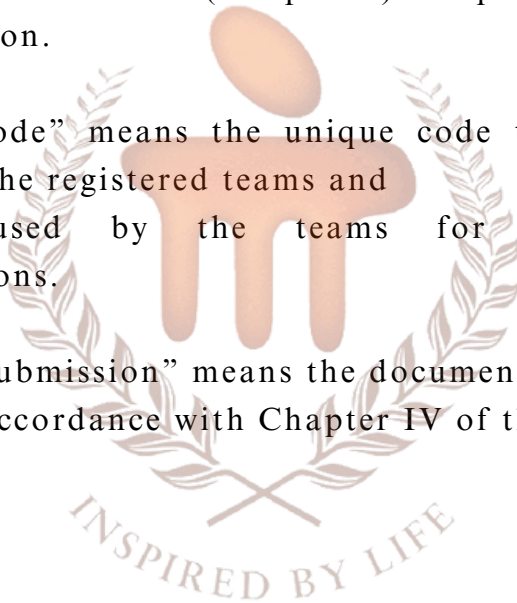 on.
ode” means the unique code
he registered teams and
used by the teams for
ons.
ubmission” means the documen
ccordance with Chapter IV of t
INSPIRED BY LIFE